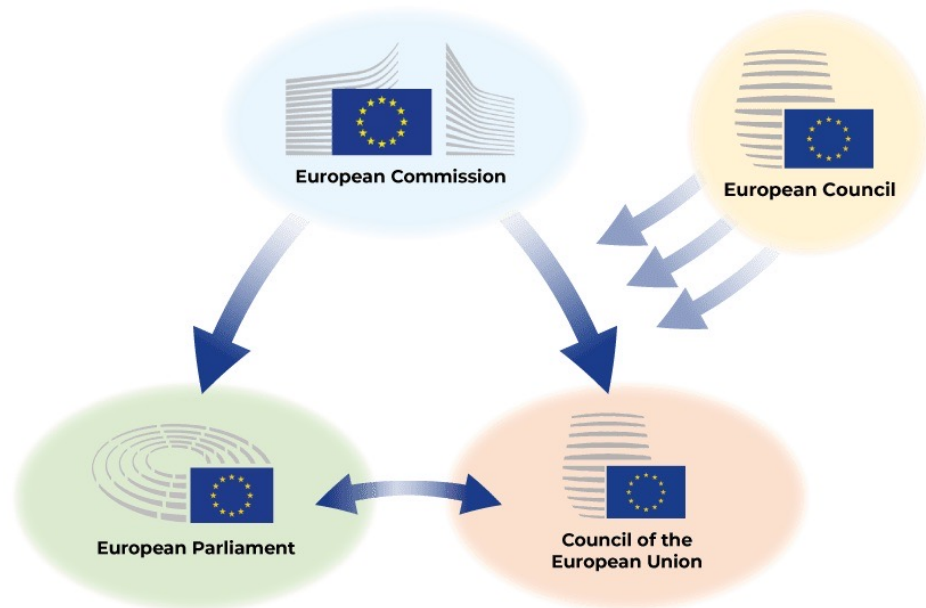 European Commission
European Council
European Parliament
Council of the
European Union